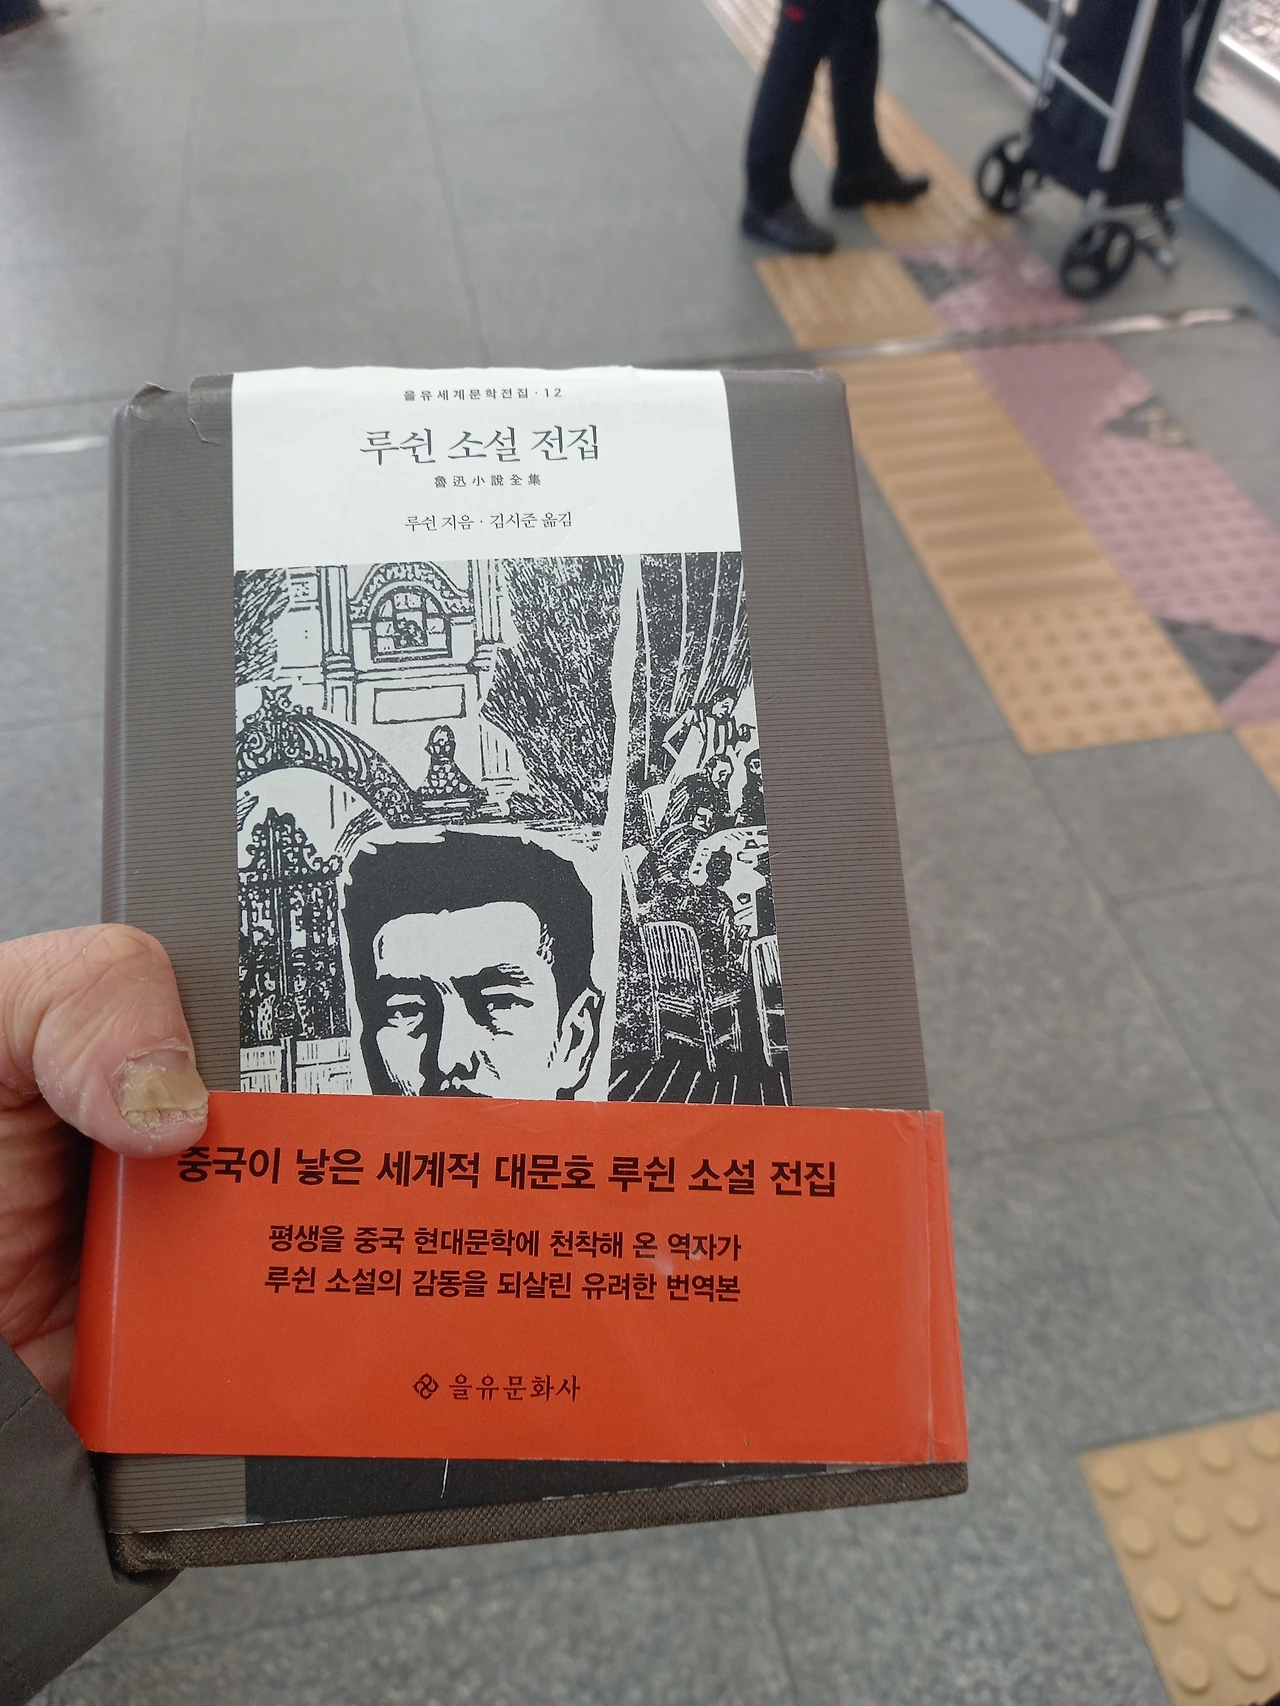 을유세계문학전집 · 12
루쉰 소설 전집
魯迅小說全集
루쉰 지음 · 김시준 옮김
중국이 낳은 세계적 대문호 루쉰 소설 전집
평생을 중국 현대문학에 천착해 온 역자가
루쉰 소설의 감동을 되살린 유려한 번역본
을유문화사